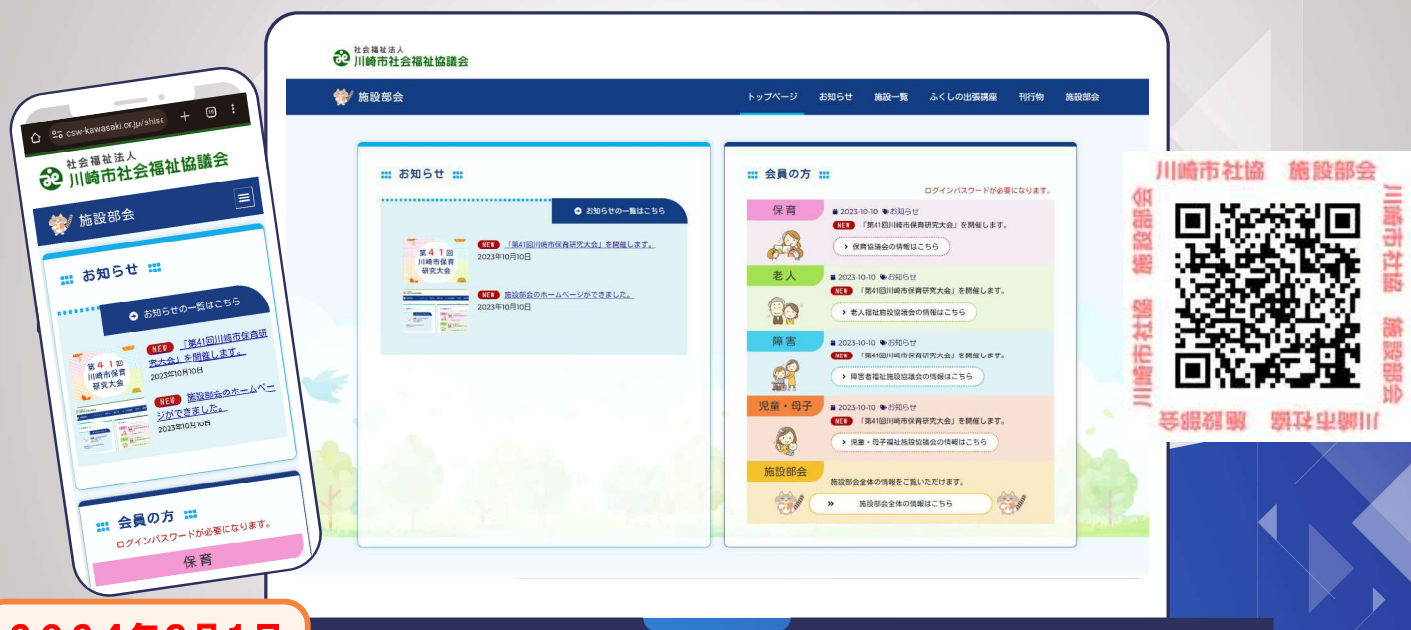 csw-kawasaki.or.jp/shise
社会福祉法人
川崎市社会福祉協議会
施設部会
お知らせ
お知らせの一覧はこちら
第41回
川崎市保育
研究大会
NEW 「第41回川崎市保育研
究大会」を開催します。
2023年10月10日
NEW 施設部会のホームペー
ジができました。
2023年10月10日
会員の方
ログインパスワードが必要になります。
保育
社会福祉法人
川崎市社会福祉協議会
施設部会
トップページ お知らせ 施設一覧 ふくしの出張講座 刊行物 施設部会
お知らせ
お知らせの一覧はこちら
第41回
川崎市保育
研究大会
NEW 「第41回川崎市保育研究大会」を開催します。
2023年10月10日
NEW 施設部会のホームページができました。
2023年10月10日
会員の方
ログインパスワードが必要になります。
保育
2023-10-10 お知らせ
NEW 「第41回川崎市保育研究大会」を開催します。
保育協議会の情報はこちら
老人
2023-10-10 お知らせ
NEW 「第41回川崎市保育研究大会」を開催します。
老人福祉施設協議会の情報はこちら
障害
2023-10-10 お知らせ
NEW 「第41回川崎市保育研究大会」を開催します。
障害者福祉施設協議会の情報はこちら
児童・母子
2023-10-10 お知らせ
NEW 「第41回川崎市保育研究大会」を開催します。
児童・母子福祉施設協議会の情報はこちら
施設部会
施設部会全体の情報をご覧いただけます。
施設部会全体の情報はこちら
川崎市社協 施設部会
川崎市社協 施設部会
川崎市社協 施設部会
川崎市社協 施設部会